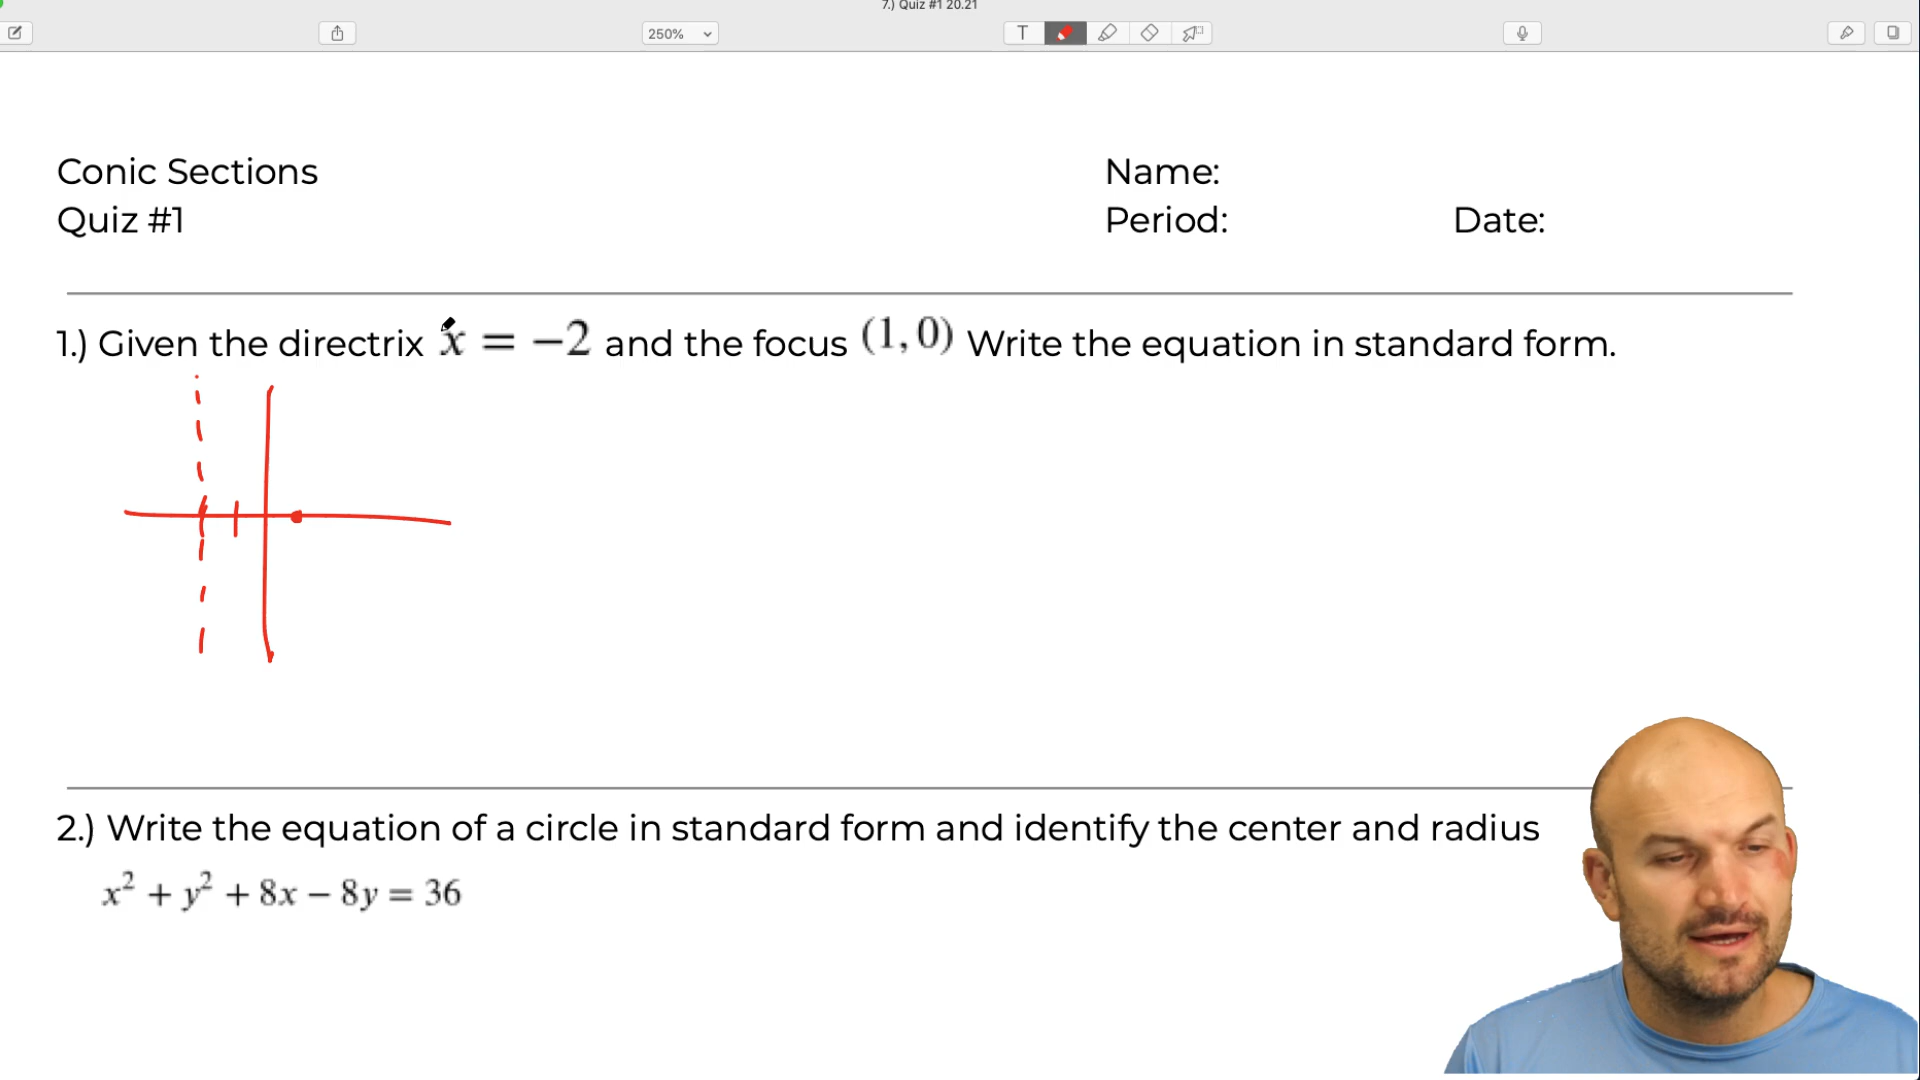 7.) Quiz #1 20.21
250%
T
Conic Sections
Name:
Quiz #1
Period:
Date:
1.) Given the directrix x = −2 and the focus (1, 0) Write the equation in standard form.
2.) Write the equation of a circle in standard form and identify the center and radius
x² + y² + 8x − 8y = 36